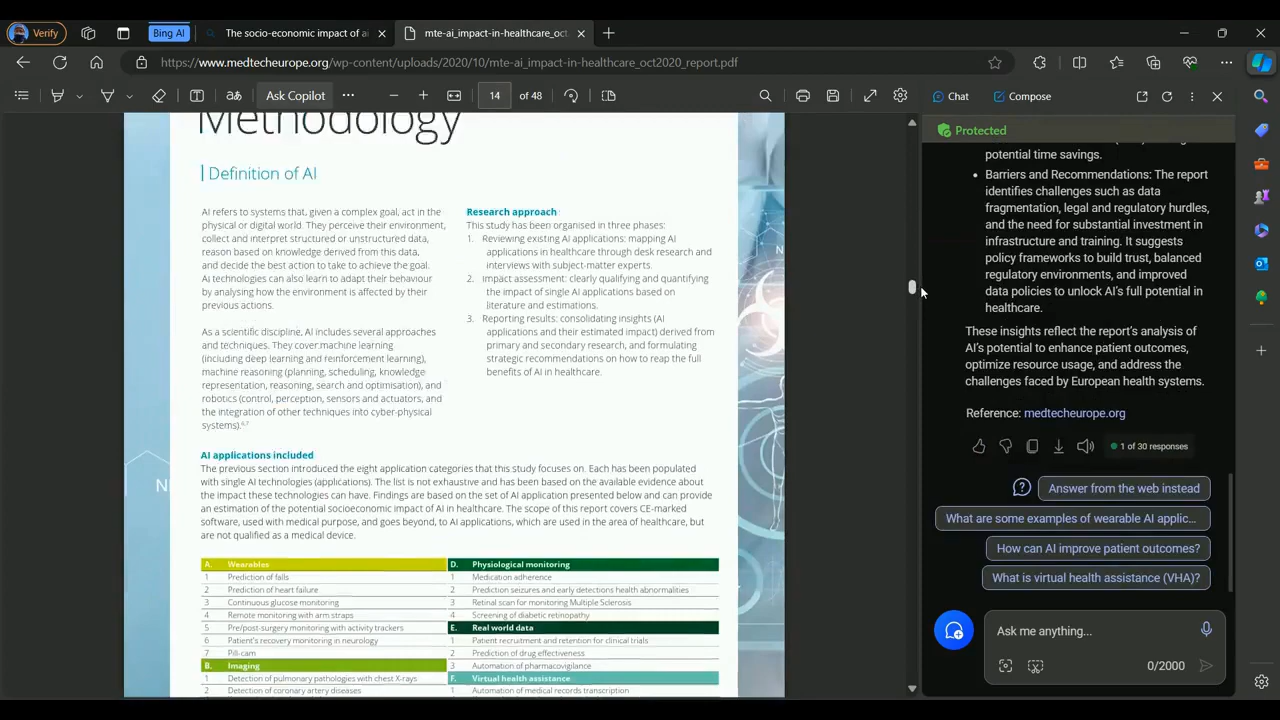 Verify
Bing AI
The socio-economic impact of ai
mte-ai_impact-in-healthcare_oct
https://www.medtecheurope.org/wp-content/uploads/2020/10/mte-ai_impact-in-healthcare_oct2020_report.pdf
Ask Copilot
14 of 48
Methodology
Definition of AI
AI refers to systems that, given a complex goal, act in the
physical or digital world. They perceive their environment,
collect and interpret structured or unstructured data,
reason based on knowledge derived from this data,
and decide the best action to take to achieve the goal.
AI technologies can also learn to adapt their behaviour
by analysing how the environment is affected by their
previous actions.
As a scientific discipline, AI includes several approaches
and techniques. They cover machine learning
(including deep learning and reinforcement learning),
machine reasoning (planning, scheduling, knowledge
representation, reasoning, search and optimisation), and
robotics (control, perception, sensors and actuators, and
the integration of other techniques into cyber-physical
systems).6,7
Research approach
This study has been organised in three phases:
1. Reviewing existing AI applications: mapping AI
applications in healthcare through desk research and
interviews with subject-matter experts.
2. Impact assessment: clearly qualifying and quantifying
the impact of single AI applications based on
literature and estimations.
3. Reporting results: consolidating insights (AI
applications and their estimated impact) derived from
primary and secondary research, and formulating
strategic recommendations on how to reap the full
benefits of AI in healthcare.
AI applications included
The previous section introduced the eight application categories that this study focuses on. Each has been populated
with single AI technologies (applications). The list is not exhaustive and has been based on the available evidence about
the impact these technologies can have. Findings are based on the set of AI application presented below and can provide
an estimation of the potential socioeconomic impact of AI in healthcare. The scope of this report covers CE-marked
software, used with medical purpose, and goes beyond, to AI applications, which are used in the area of healthcare, but
are not qualified as a medical device.
A. Wearables
1 Prediction of falls
2 Prediction of heart failure
3 Continuous glucose monitoring
4 Remote monitoring with arm straps
5 Pre/post-surgery monitoring with activity trackers
6 Patient's recovery monitoring in neurology
7 Pill-cam
B. Imaging
1 Detection of pulmonary pathologies with chest X-rays
2 Detection of coronary artery diseases
D. Physiological monitoring
1 Medication adherence
2 Prediction seizures and early detections health abnormalities
3 Retinal scan for monitoring Multiple Sclerosis
4 Screening of diabetic retinopathy
E. Real world data
1 Patient recruitment and retention for clinical trials
2 Prediction of drug effectiveness
3 Automation of pharmacovigilance
F. Virtual health assistance
1 Automation of medical records transcription
Chat
Compose
Protected
potential time savings.
• Barriers and Recommendations: The report
identifies challenges such as data
fragmentation, legal and regulatory hurdles,
and the need for substantial investment in
infrastructure and training. It suggests
policy frameworks to build trust, balanced
regulatory environments, and improved
data policies to unlock AI's full potential in
healthcare.
These insights reflect the report's analysis of
AI's potential to enhance patient outcomes,
optimize resource usage, and address the
challenges faced by European health systems.
Reference: medtecheurope.org
1 of 30 responses
Answer from the web instead
What are some examples of wearable AI applic...
How can AI improve patient outcomes?
What is virtual health assistance (VHA)?
Ask me anything...
0/2000